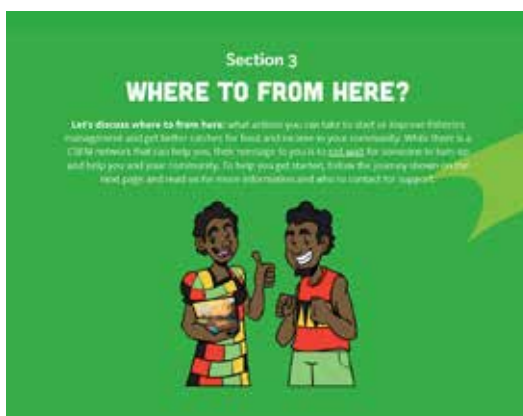 Section 3
WHERE TO FROM HERE?
Let's discuss where to from here: what actions you can take to start or improve fisheries
management and get better catches for food and income in your community. While there is a
CBFM network that can help you, their message to you is to not wait for someone to turn up
and help you and your community. To help you get started, follow the journey shown on the
next page and read on for more information and who to contact for support.